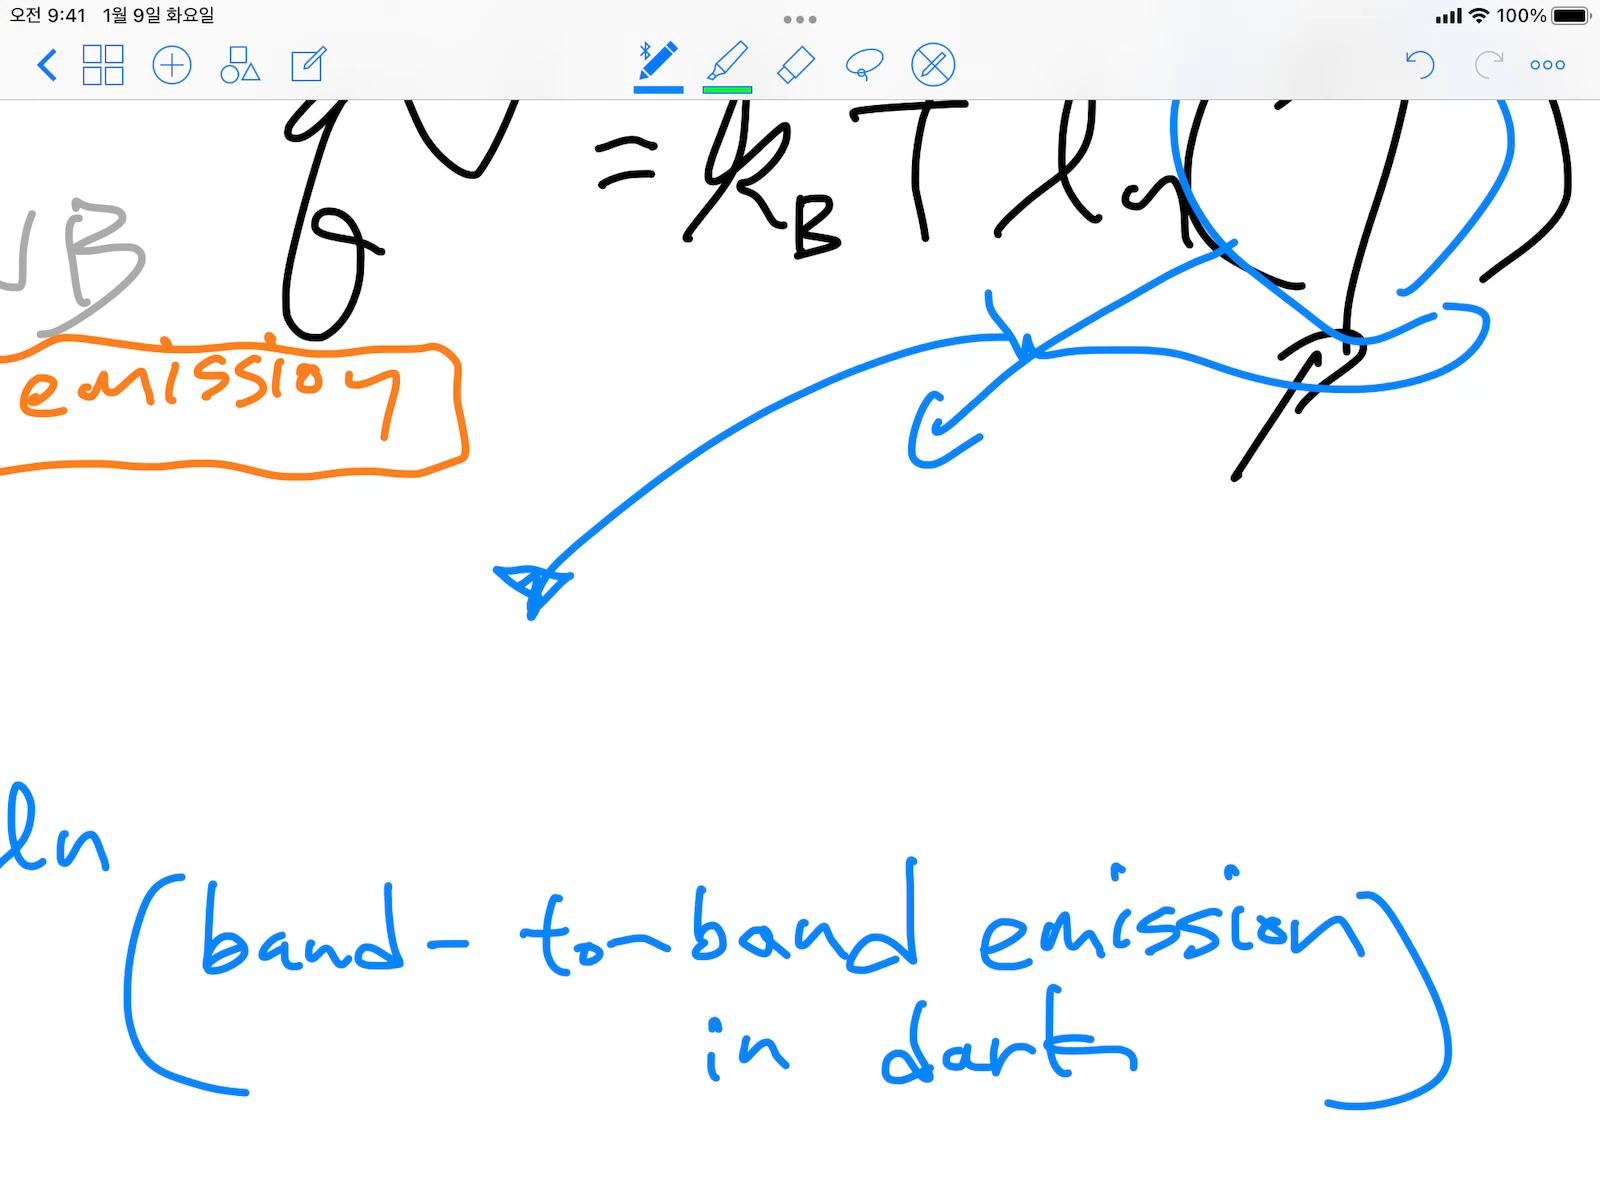 오전 9:41 1월 9일 화요일 100%
qV = k_B T ln
B
emission
ln
(band-to-band emission
in dark)